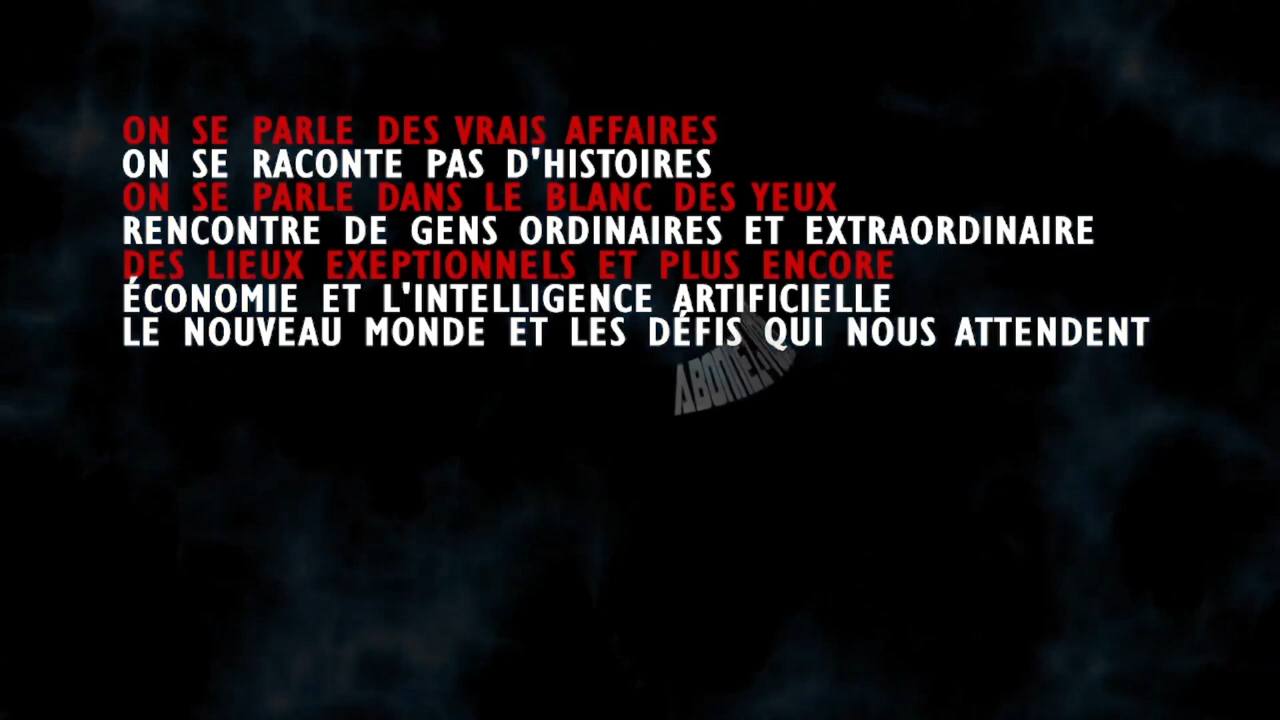 ON SE PARLE DES VRAIS AFFAIRES
ON SE RACONTE PAS D'HISTOIRES
ON SE PARLE DANS LE BLANC DES YEUX
RENCONTRE DE GENS ORDINAIRES ET EXTRAORDINAIRE
DES LIEUX EXEPTIONNELS ET PLUS ENCORE
ÉCONOMIE ET L'INTELLIGENCE ARTIFICIELLE
LE NOUVEAU MONDE ET LES DÉFIS QUI NOUS ATTENDENT